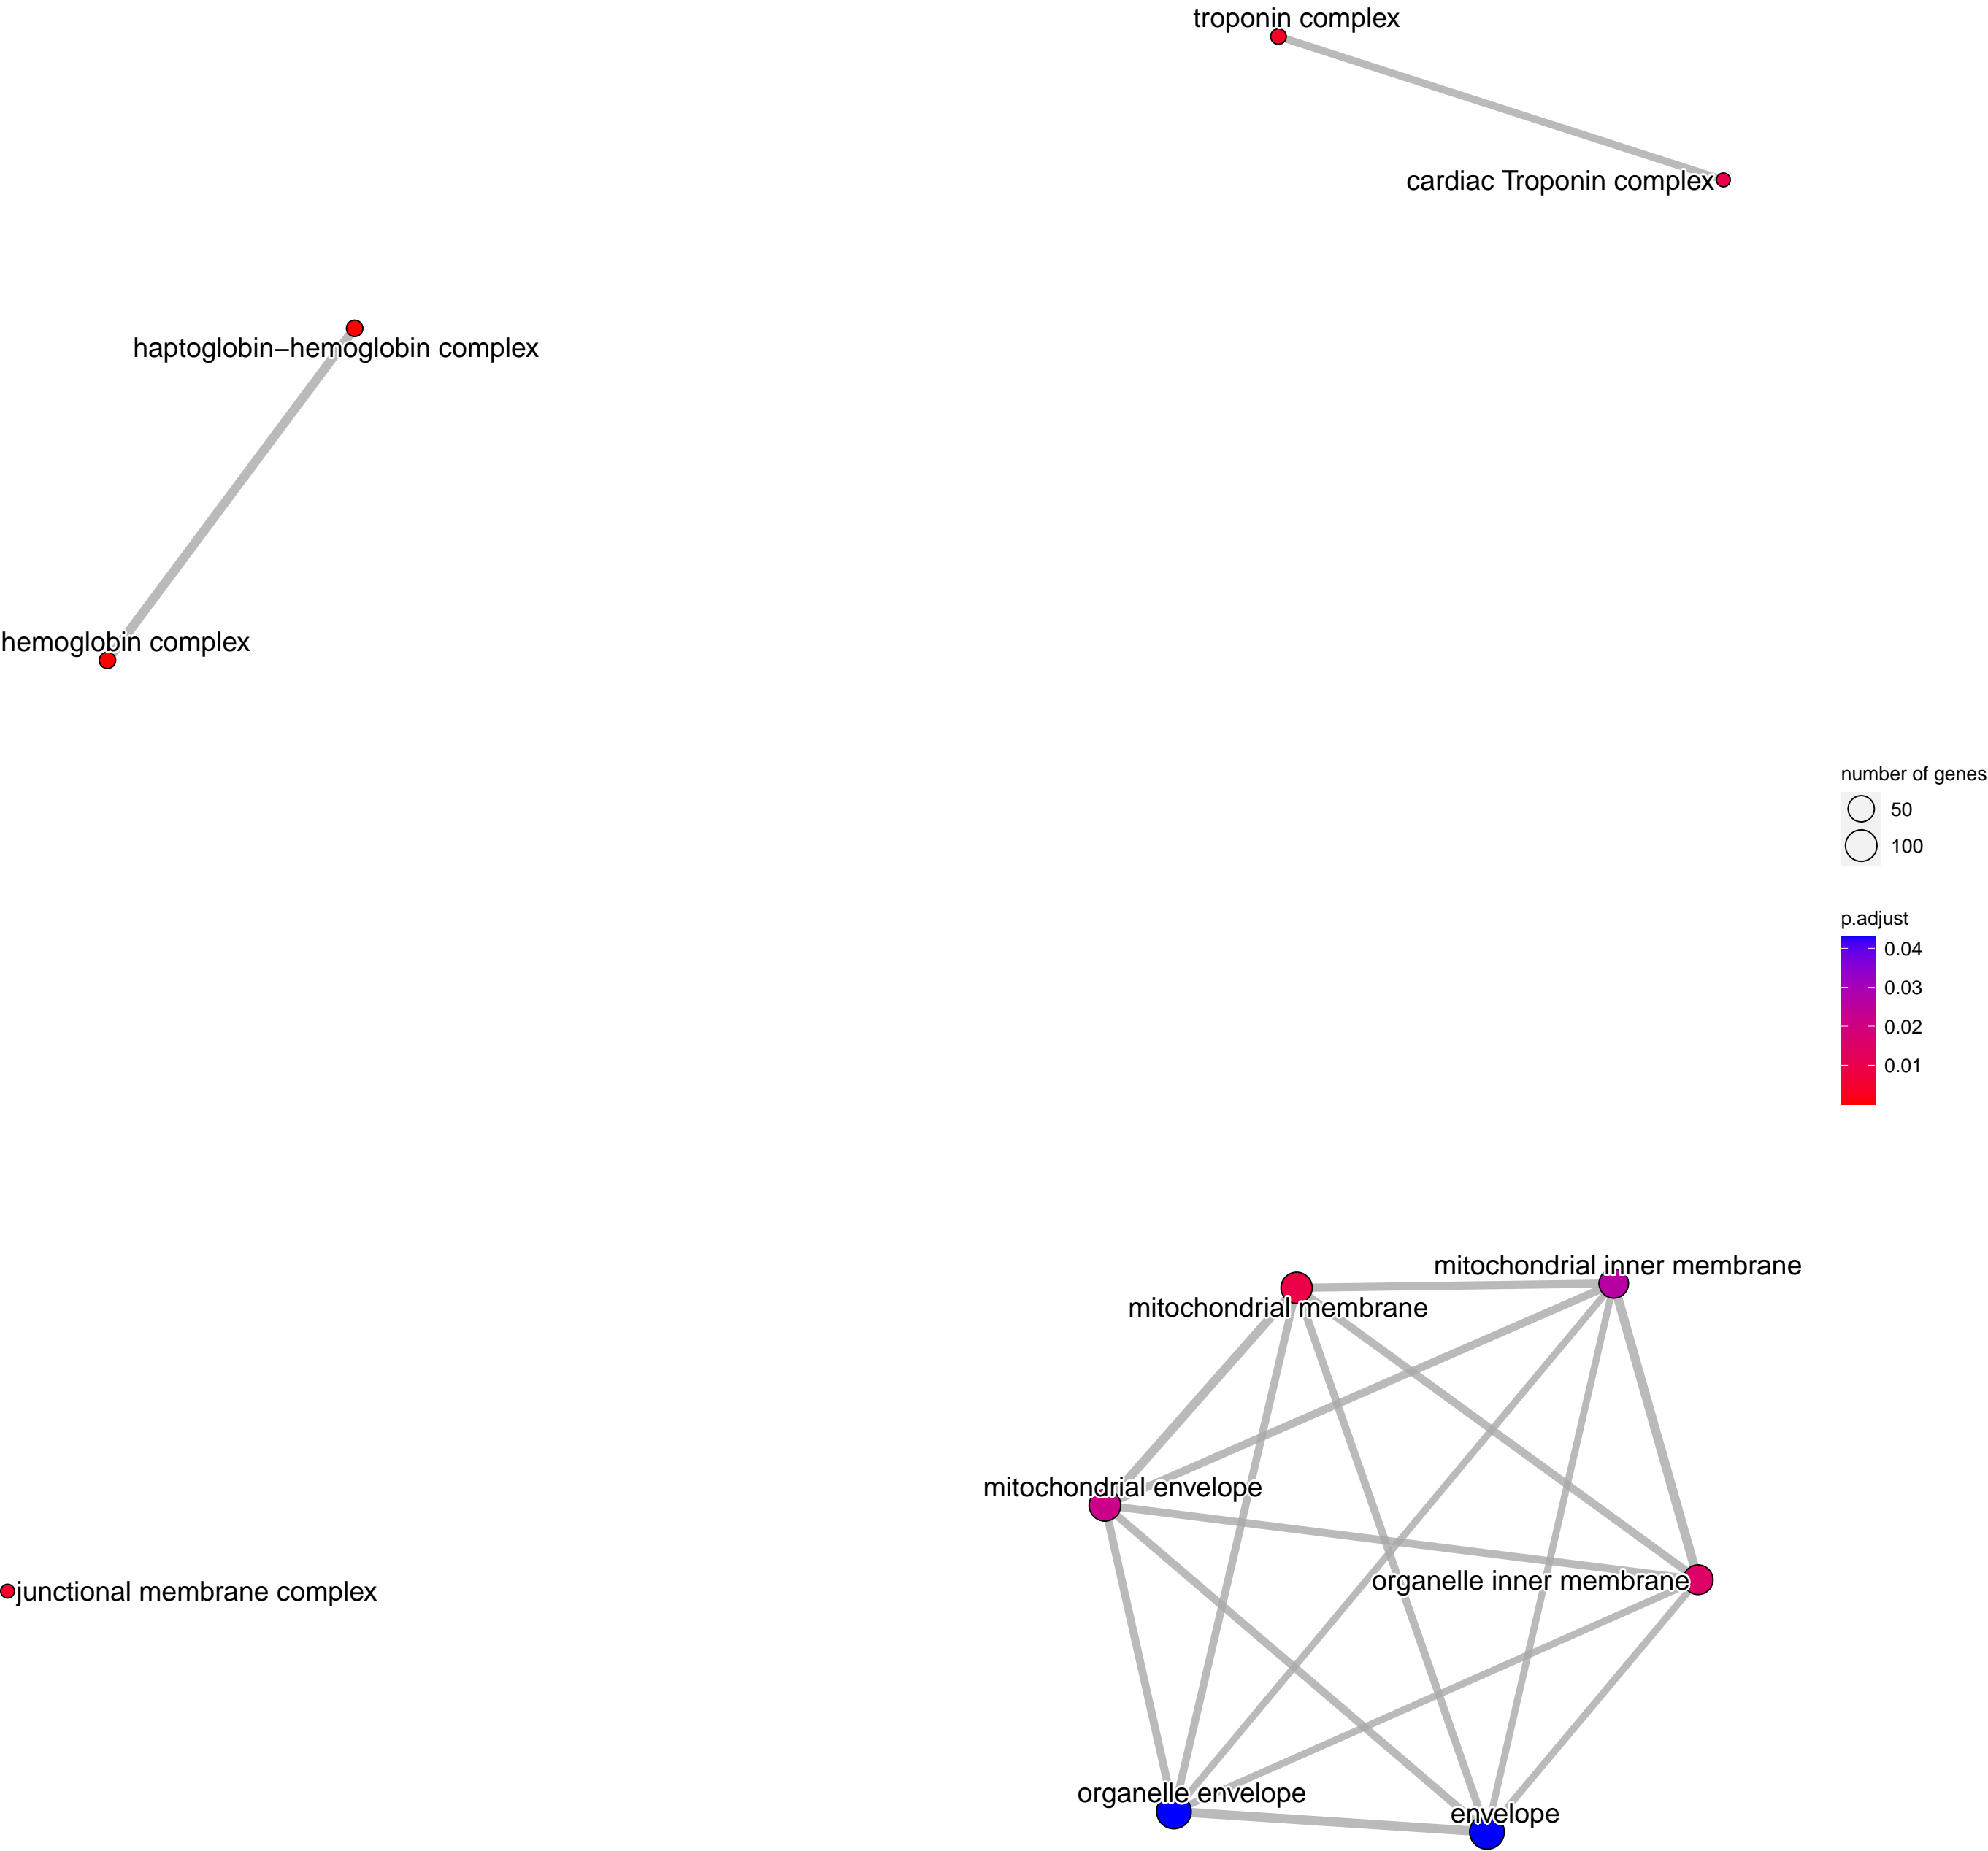 troponin complex
cardiac Troponin complex
haptoglobin−hemoglobin complex
hemoglobin complex
number of genes
50
100
p.adjust
0.04
0.03
0.02
0.01
mitochondrial inner membrane
mitochondrial membrane
mitochondrial envelope
organelle inner membrane
junctional membrane complex
organelle envelope
envelope